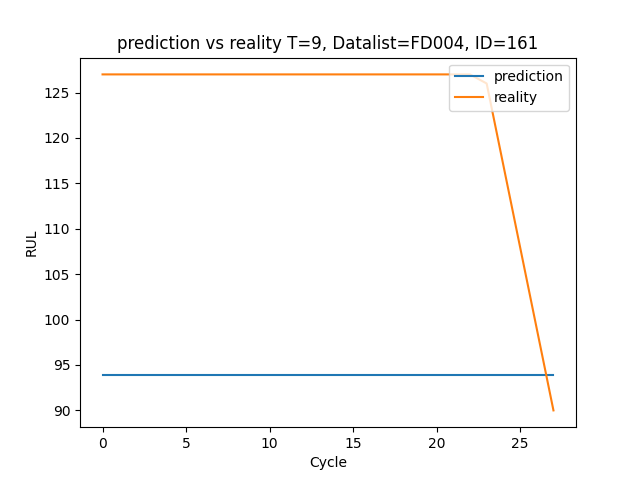 prediction vs reality T=9, Datalist=FD004, ID=161
prediction
reality
RUL
125
120
115
110
105
100
95
90
0 5 10 15 20 25
Cycle